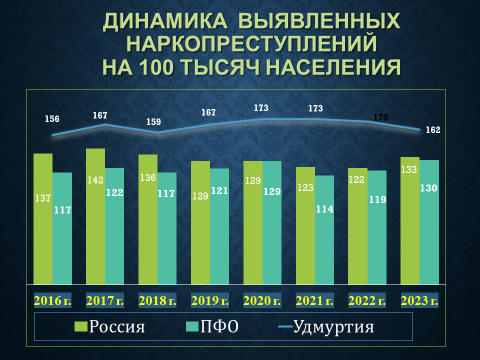 ДИНАМИКА ВЫЯВЛЕННЫХ
НАРКОПРЕСТУПЛЕНИЙ
НА 100 ТЫСЯЧ НАСЕЛЕНИЯ
156 167 159 167 173 173 170 162
137 142 136 129 129 123 122 133
117 122 117 121 129 114 119 130
2016 г. 2017 г. 2018 г. 2019 г. 2020 г. 2021 г. 2022 г. 2023 г.
Россия ПФО Удмуртия